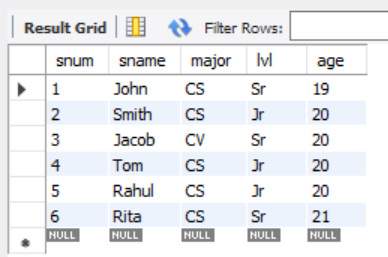 Result Grid Filter Rows:
snum sname major lvl age
1 John CS Sr 19
2 Smith CS Jr 20
3 Jacob CV Sr 20
4 Tom CS Jr 20
5 Rahul CS Jr 20
6 Rita CS Sr 21
NULL NULL NULL NULL NULL